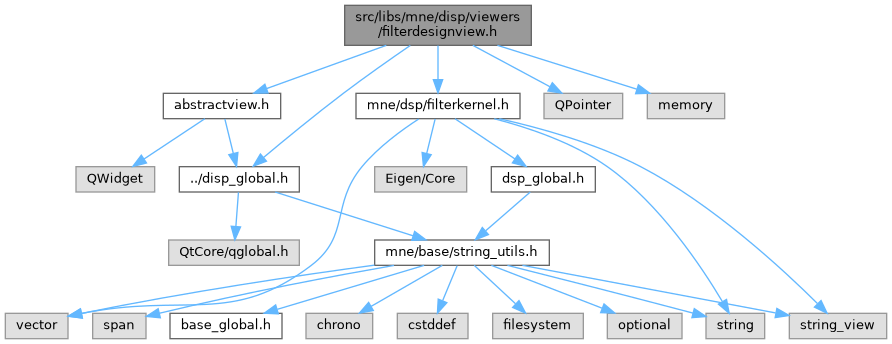 src/libs/mne/disp/viewers
/filterdesignview.h
abstractview.h
mne/dsp/filterkernel.h
QPointer
memory
QWidget
../disp_global.h
Eigen/Core
dsp_global.h
QtCore/qglobal.h
mne/base/string_utils.h
vector
span
base_global.h
chrono
cstddef
filesystem
optional
string
string_view